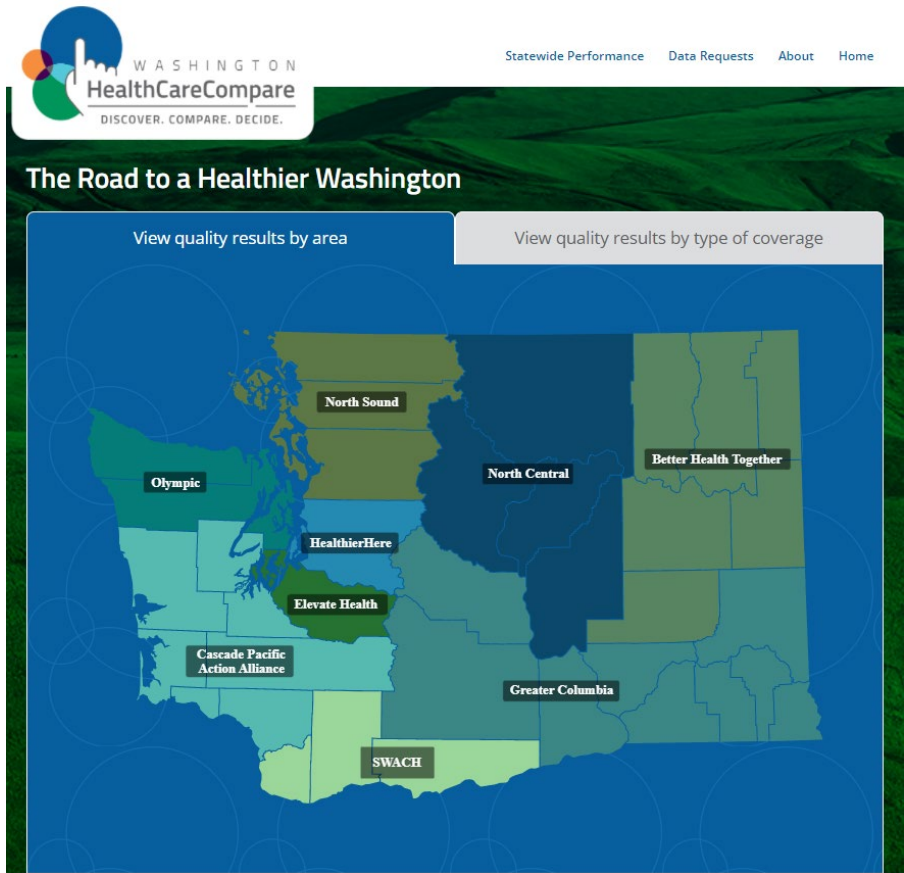 WASHINGTON
HealthCareCompare
DISCOVER. COMPARE. DECIDE.
Statewide Performance Data Requests About Home
The Road to a Healthier Washington
View quality results by area
View quality results by type of coverage
North Sound
Better Health Together
North Central
Olympic
HealthierHere
Elevate Health
Cascade Pacific
Action Alliance
Greater Columbia
SWACH